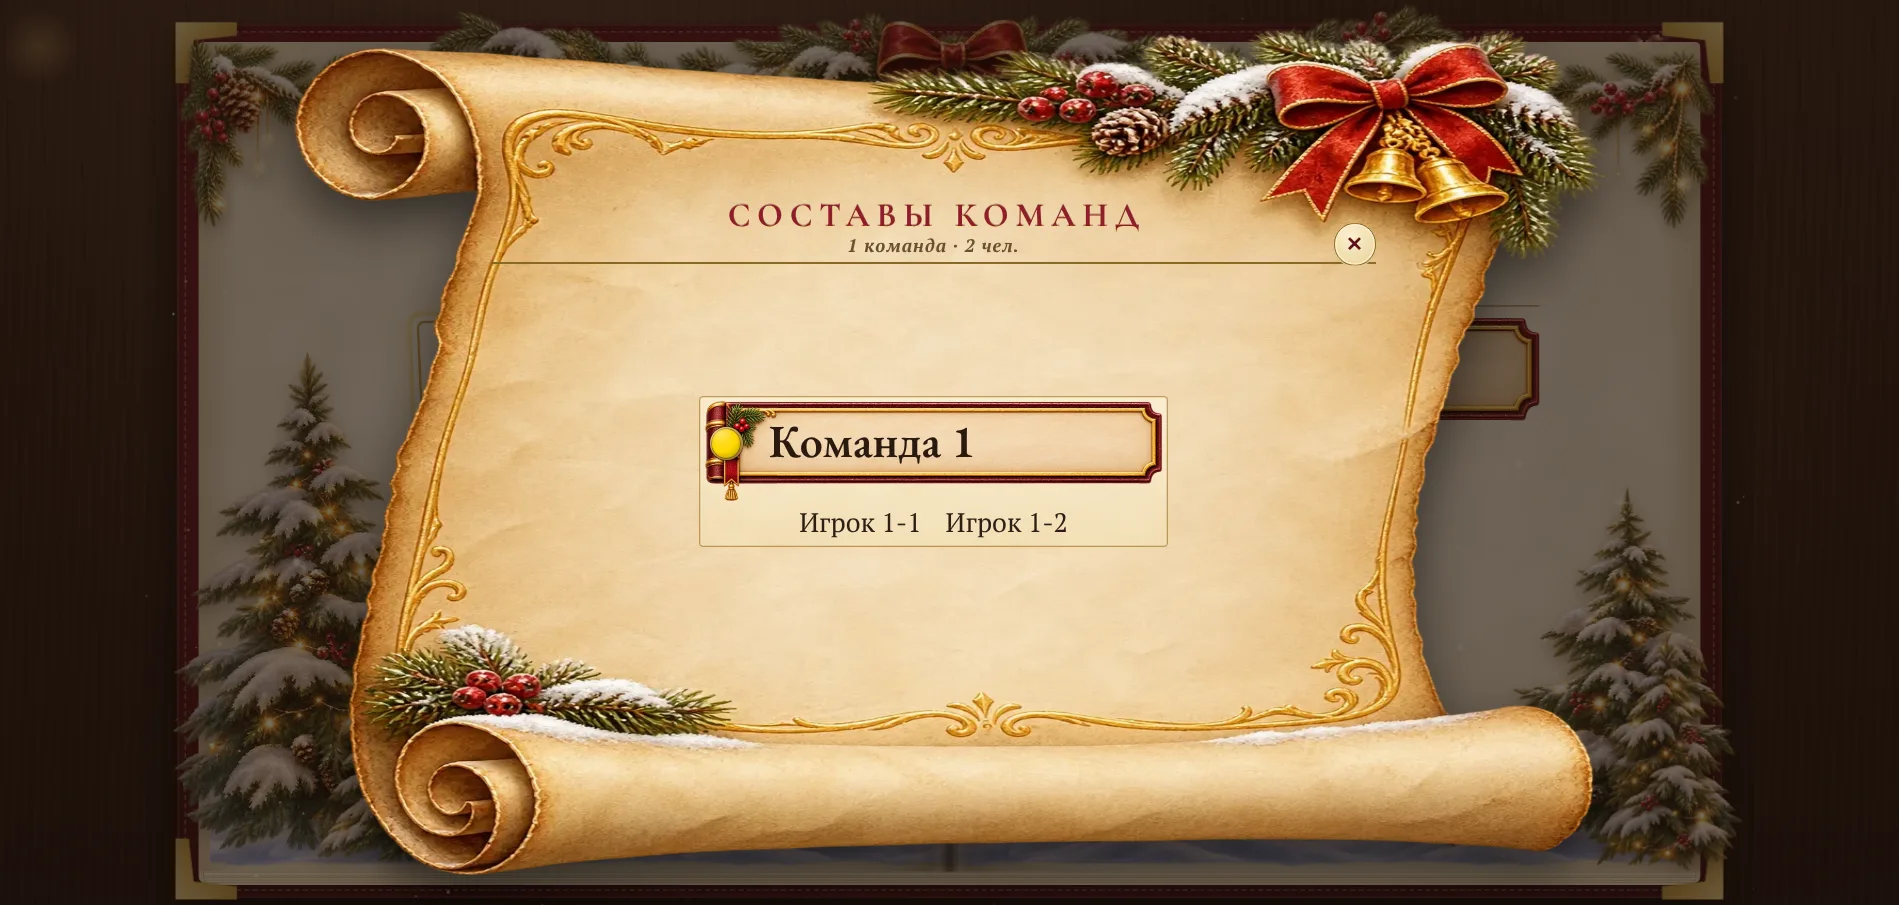 СОСТАВЫ КОМАНД
1 команда · 2 чел.
×
Команда 1
Игрок 1-1 Игрок 1-2